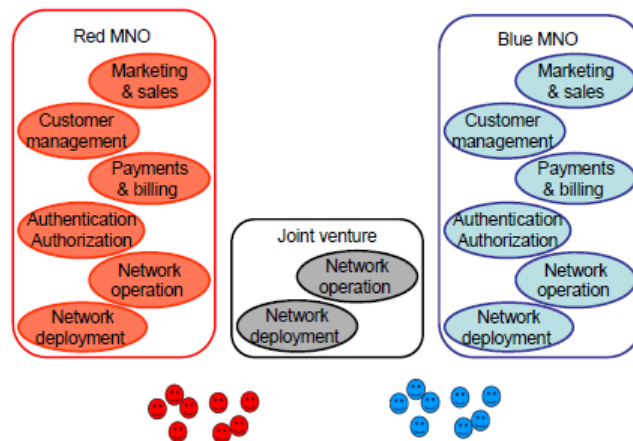 Red MNO
Marketing
& sales
Customer
management
Payments
& billing
Authentication
Authorization
Network
operation
Network
deployment
Joint venture
Network
operation
Network
deployment
Blue MNO
Marketing
& sales
Customer
management
Payments
& billing
Authentication
Authorization
Network
operation
Network
deployment